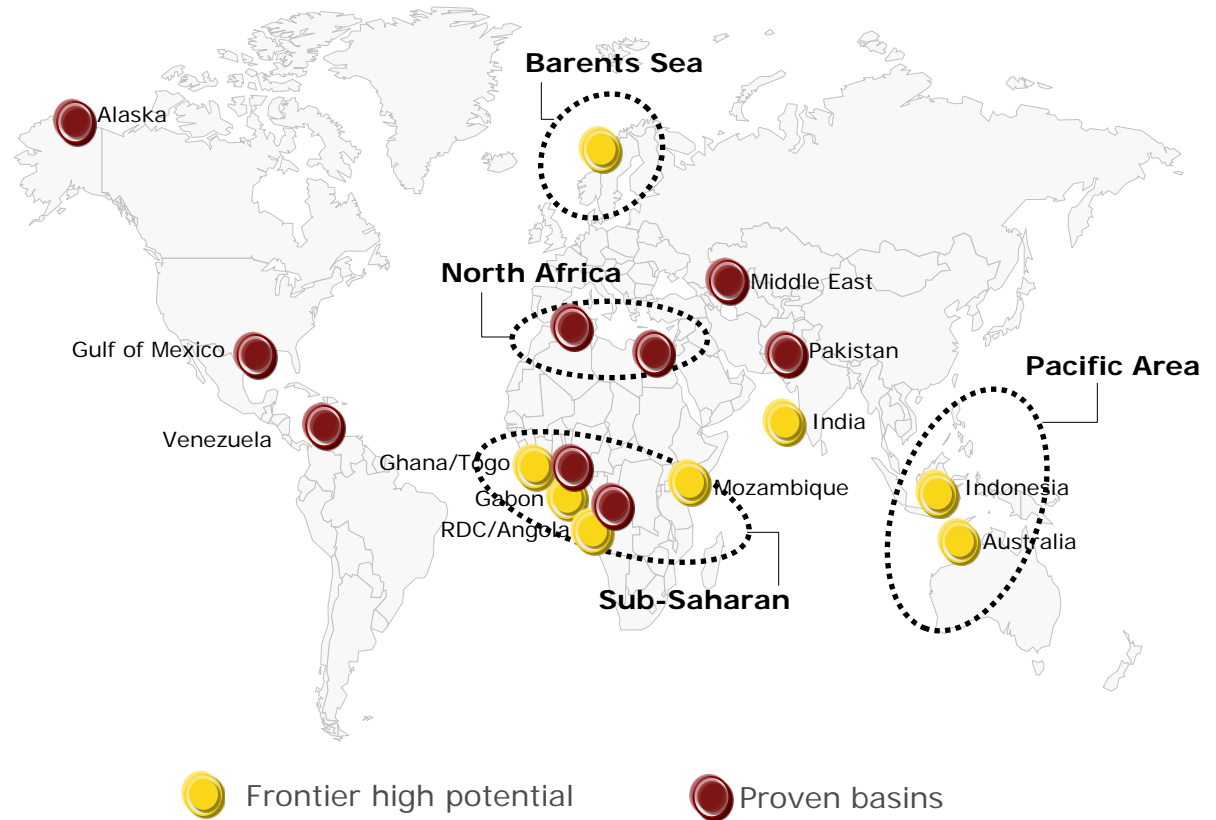 Barents Sea
Alaska
North Africa
Middle East
Gulf of Mexico
Pakistan
Pacific Area
India
Venezuela
Ghana/Togo
Mozambique
Indonesia
Gabon
RDC/Angola
Australia
Sub-Saharan
Frontier high potential
Proven basins